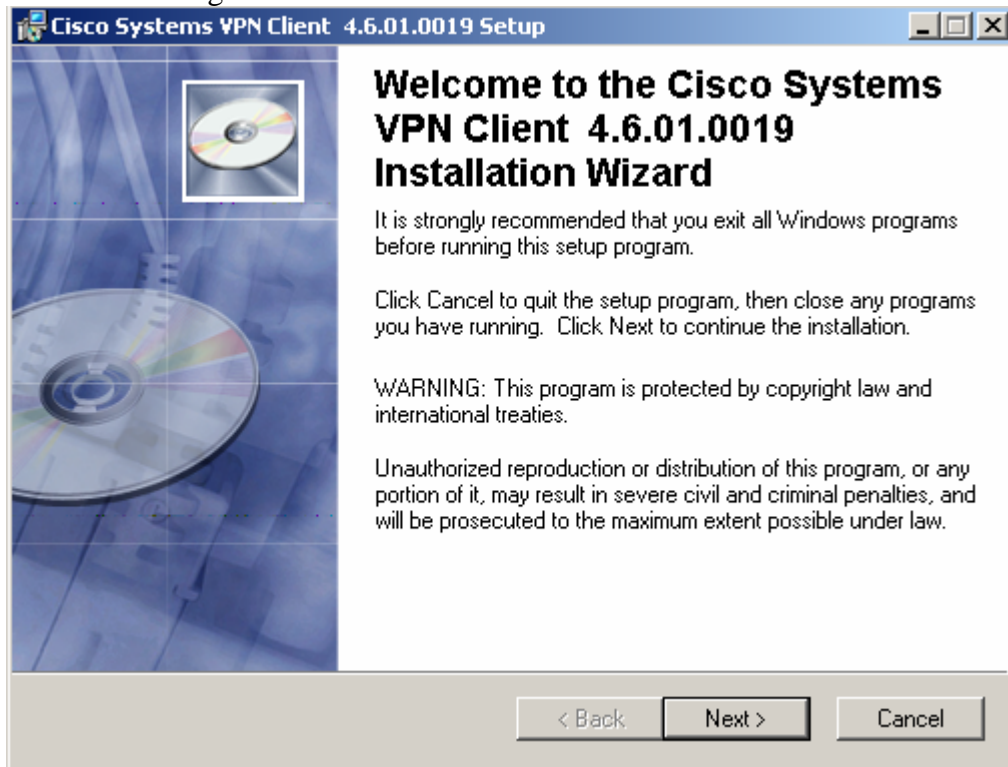 Cisco Systems VPN Client 4.6.01.0019 Setup
Welcome to the Cisco Systems
VPN Client 4.6.01.0019
Installation Wizard
It is strongly recommended that you exit all Windows programs
before running this setup program.
Click Cancel to quit the setup program, then close any programs
you have running. Click Next to continue the installation.
WARNING: This program is protected by copyright law and
international treaties.
Unauthorized reproduction or distribution of this program, or any
portion of it, may result in severe civil and criminal penalties, and
will be prosecuted to the maximum extent possible under law.
< Back
Next >
Cancel